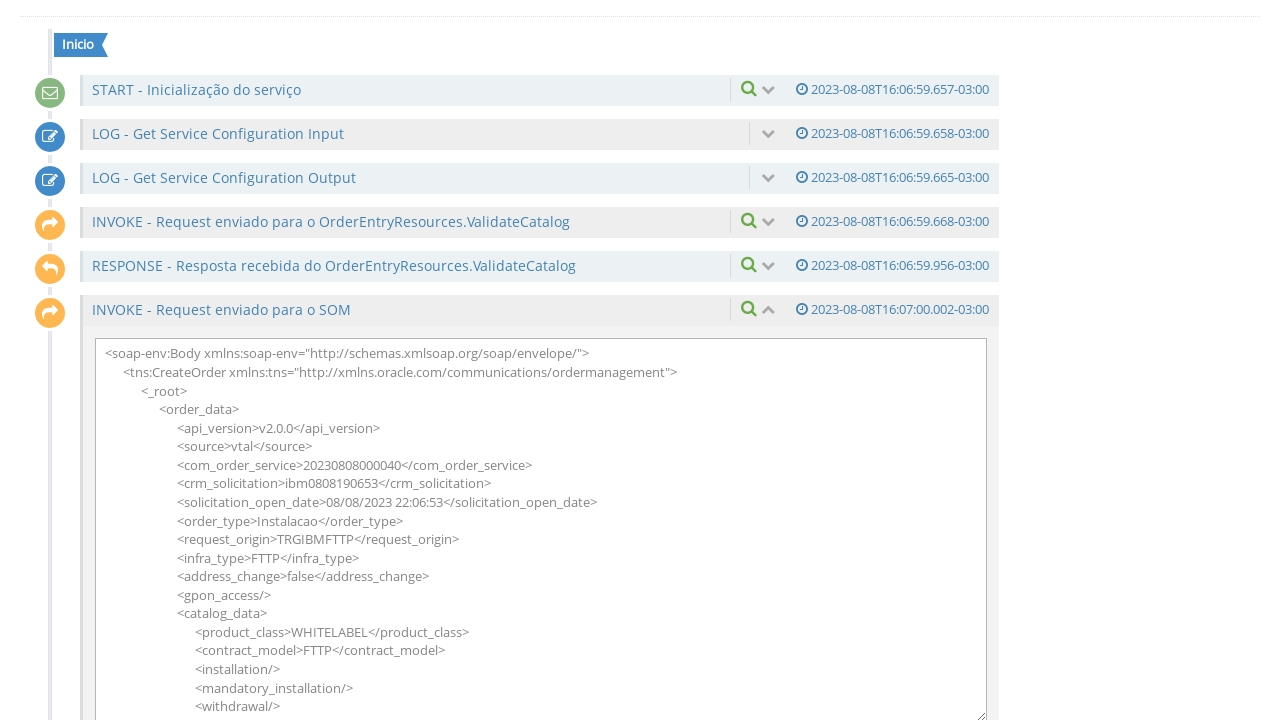 Inicio
START - Inicialização do serviço 2023-08-08T16:06:59.657-03:00
LOG - Get Service Configuration Input 2023-08-08T16:06:59.658-03:00
LOG - Get Service Configuration Output 2023-08-08T16:06:59.665-03:00
INVOKE - Request enviado para o OrderEntryResources.ValidateCatalog 2023-08-08T16:06:59.668-03:00
RESPONSE - Resposta recebida do OrderEntryResources.ValidateCatalog 2023-08-08T16:06:59.956-03:00
INVOKE - Request enviado para o SOM 2023-08-08T16:07:00.002-03:00
<soap-env:Body xmlns:soap-env="http://schemas.xmlsoap.org/soap/envelope/">
<tns:CreateOrder xmlns:tns="http://xmlns.oracle.com/communications/ordermanagement">
<_root>
<order_data>
<api_version>v2.0.0</api_version>
<source>vtal</source>
<com_order_service>20230808000040</com_order_service>
<crm_solicitation>ibm0808190653</crm_solicitation>
<solicitation_open_date>08/08/2023 22:06:53</solicitation_open_date>
<order_type>Instalacao</order_type>
<request_origin>TRGIBMFTTP</request_origin>
<infra_type>FTTP</infra_type>
<address_change>false</address_change>
<gpon_access/>
<catalog_data>
<product_class>WHITELABEL</product_class>
<contract_model>FTTP</contract_model>
<installation/>
<mandatory_installation/>
<withdrawal/>